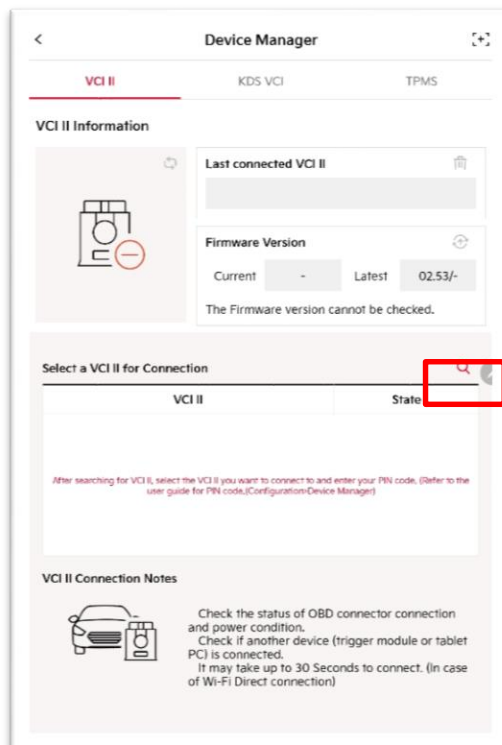 Device Manager
VCI II KDS VCI TPMS
VCI II Information
Last connected VCI II
Firmware Version
Current - Latest 02.53/-
The Firmware version cannot be checked.
Select a VCI II for Connection
VCI II State
After searching for VCI II, select the VCI II you want to connect to and enter your PIN code, (Refer to the
user guide for PIN code,(Configuration>Device Manager)
VCI II Connection Notes
Check the status of OBD connector connection
and power condition.
Check if another device (trigger module or tablet
PC) is connected.
It may take up to 30 Seconds to connect. (In case
of Wi-Fi Direct connection)